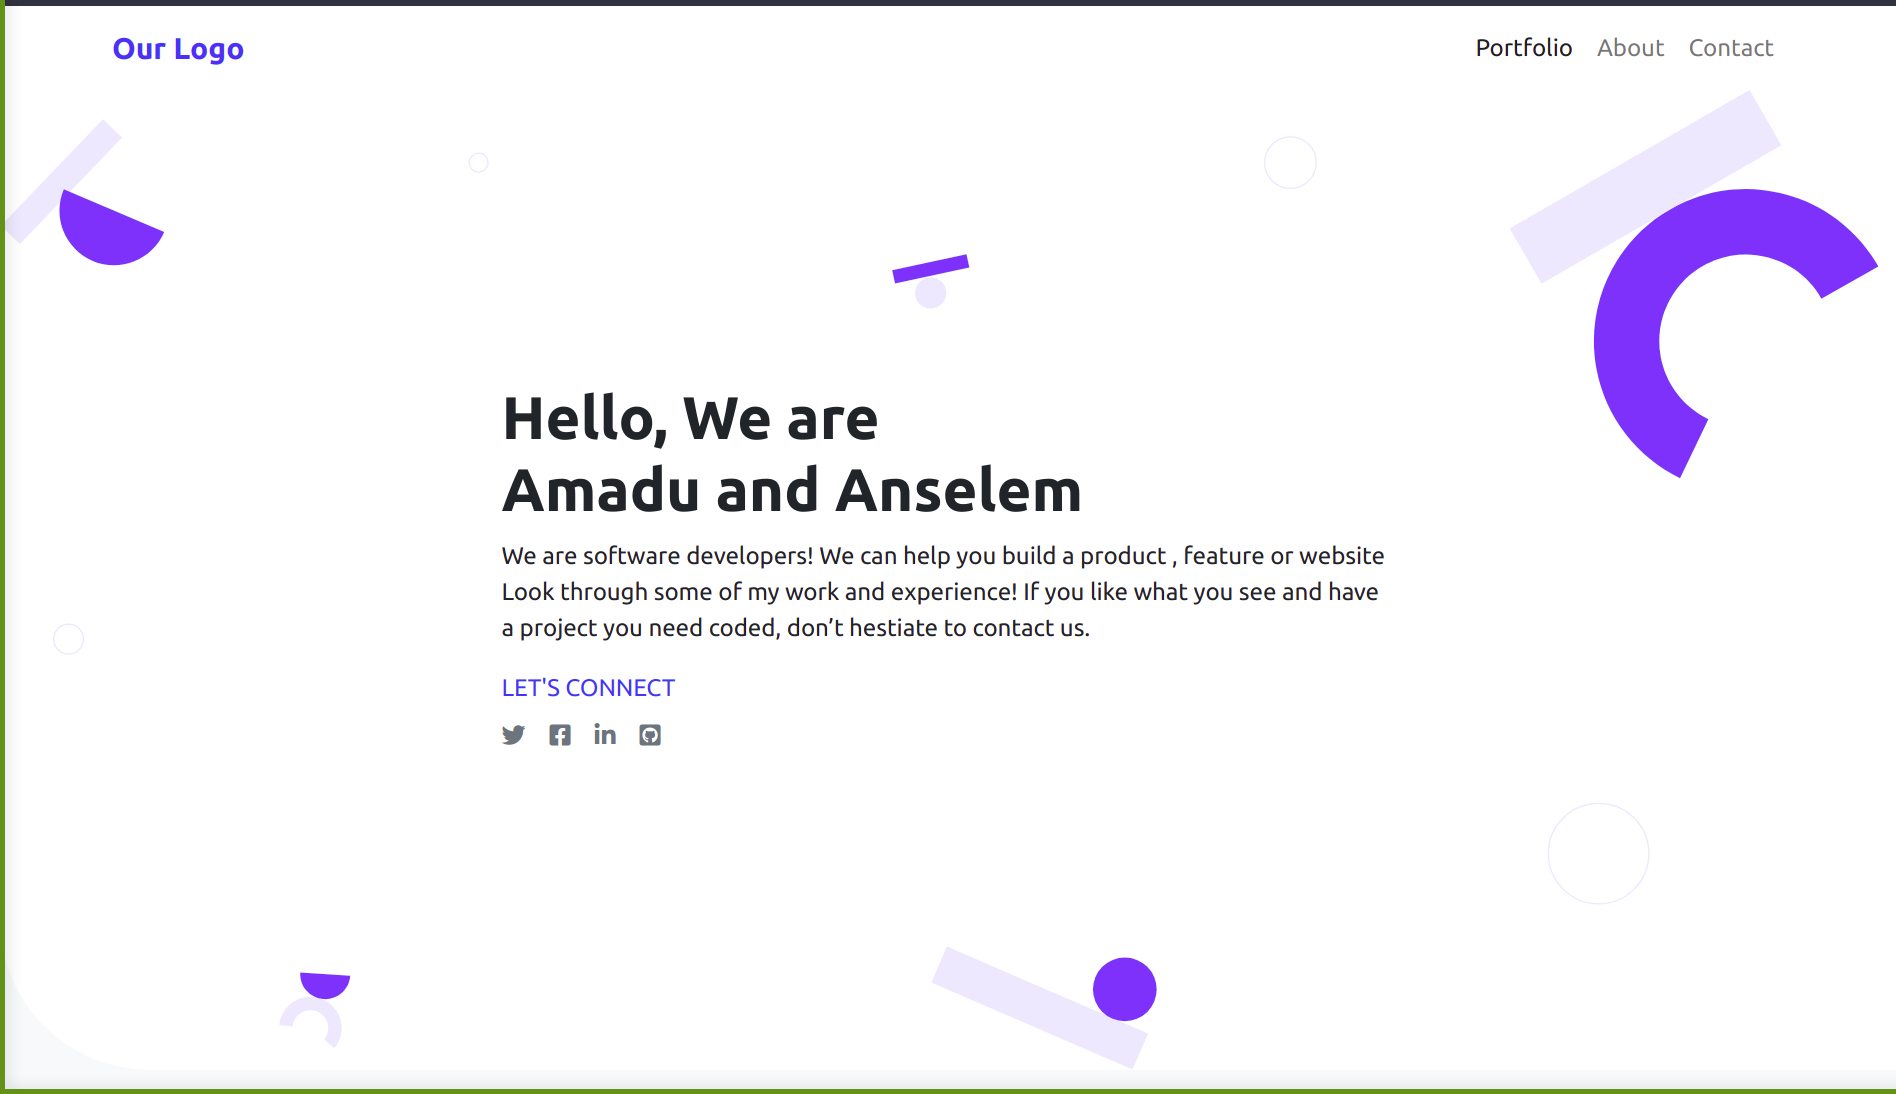 Our Logo
Portfolio About Contact
Hello, We are
Amadu and Anselem
We are software developers! We can help you build a product , feature or website
Look through some of my work and experience! If you like what you see and have
a project you need coded, don’t hestiate to contact us.
LET'S CONNECT